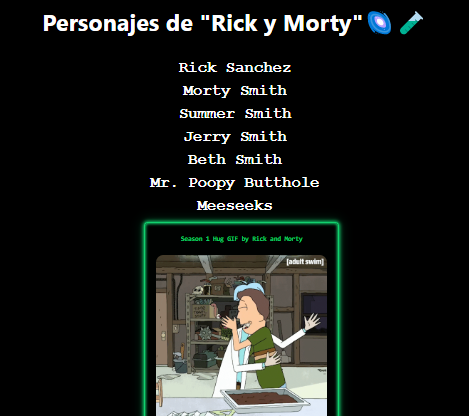 Personajes de "Rick y Morty" 🌀 🧪
Rick Sanchez
Morty Smith
Summer Smith
Jerry Smith
Beth Smith
Mr. Poopy Butthole
Meeseeks
Season 1 Hug GIF by Rick and Morty
[adult swim]